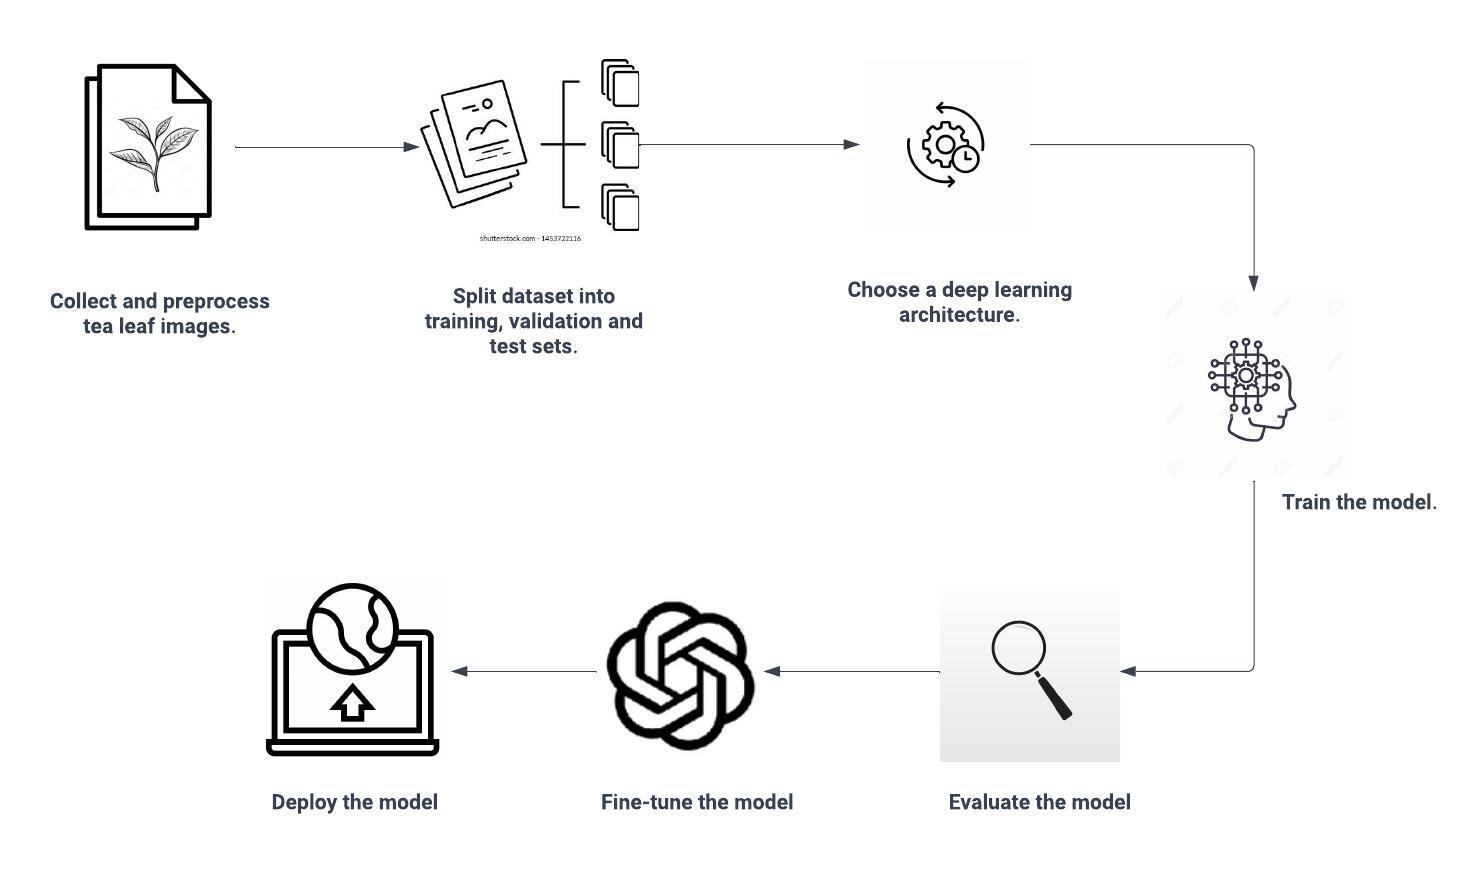 shutterstock.com · 1453722116
Collect and preprocess
tea leaf images.
Split dataset into
training, validation and
test sets.
Choose a deep learning
architecture.
Train the model.
Deploy the model
Fine-tune the model
Evaluate the model